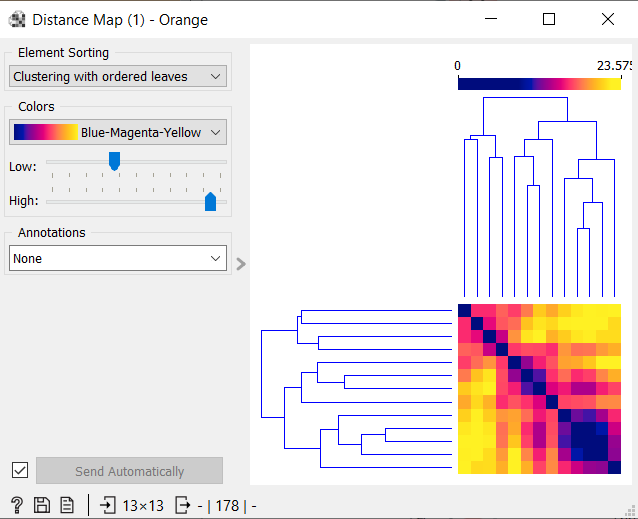 Distance Map (1) - Orange
Element Sorting
Clustering with ordered leaves
Colors
Blue-Magenta-Yellow
Low:
High:
Annotations
None
Send Automatically
0
23.575
? 13×13 - | 178 | -